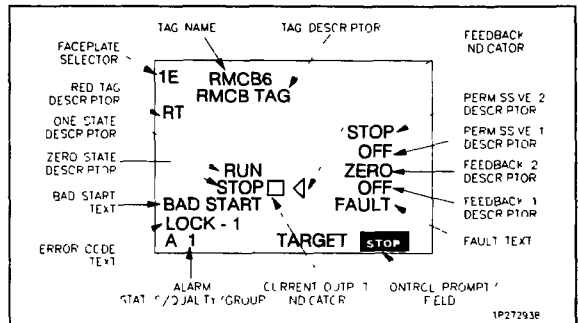 TAG NAME
TAG DESCR PTOR
FEEDBACK
ND CATOR
FACEPLATE
SELECTOR
1E
RMCB6
RMCB TAG
RED TAG
DESCR PTOR
RT
PERM SS VE 2
DESCR PTOR
ONE STATE
DESCR PTOR
STOP
PERM SS VE 1
DESCR PTOR
OFF
ZERO STATE
DESCR PTOR
RUN
ZERO
FEEDBACK 2
DESCR PTOR
STOP
OFF
BAD START
TEXT
BAD START
FAULT
FEEDBACK 1
DESCR PTOR
LOCK - 1
FAULT TEXT
ERROR CODE
TEXT
A 1
TARGET STOP
ALARM
STAT S/QUAL TY/GROUP
CURRENT OUTP T
ND CATOR
ONTROL PROMPT/
F ELD